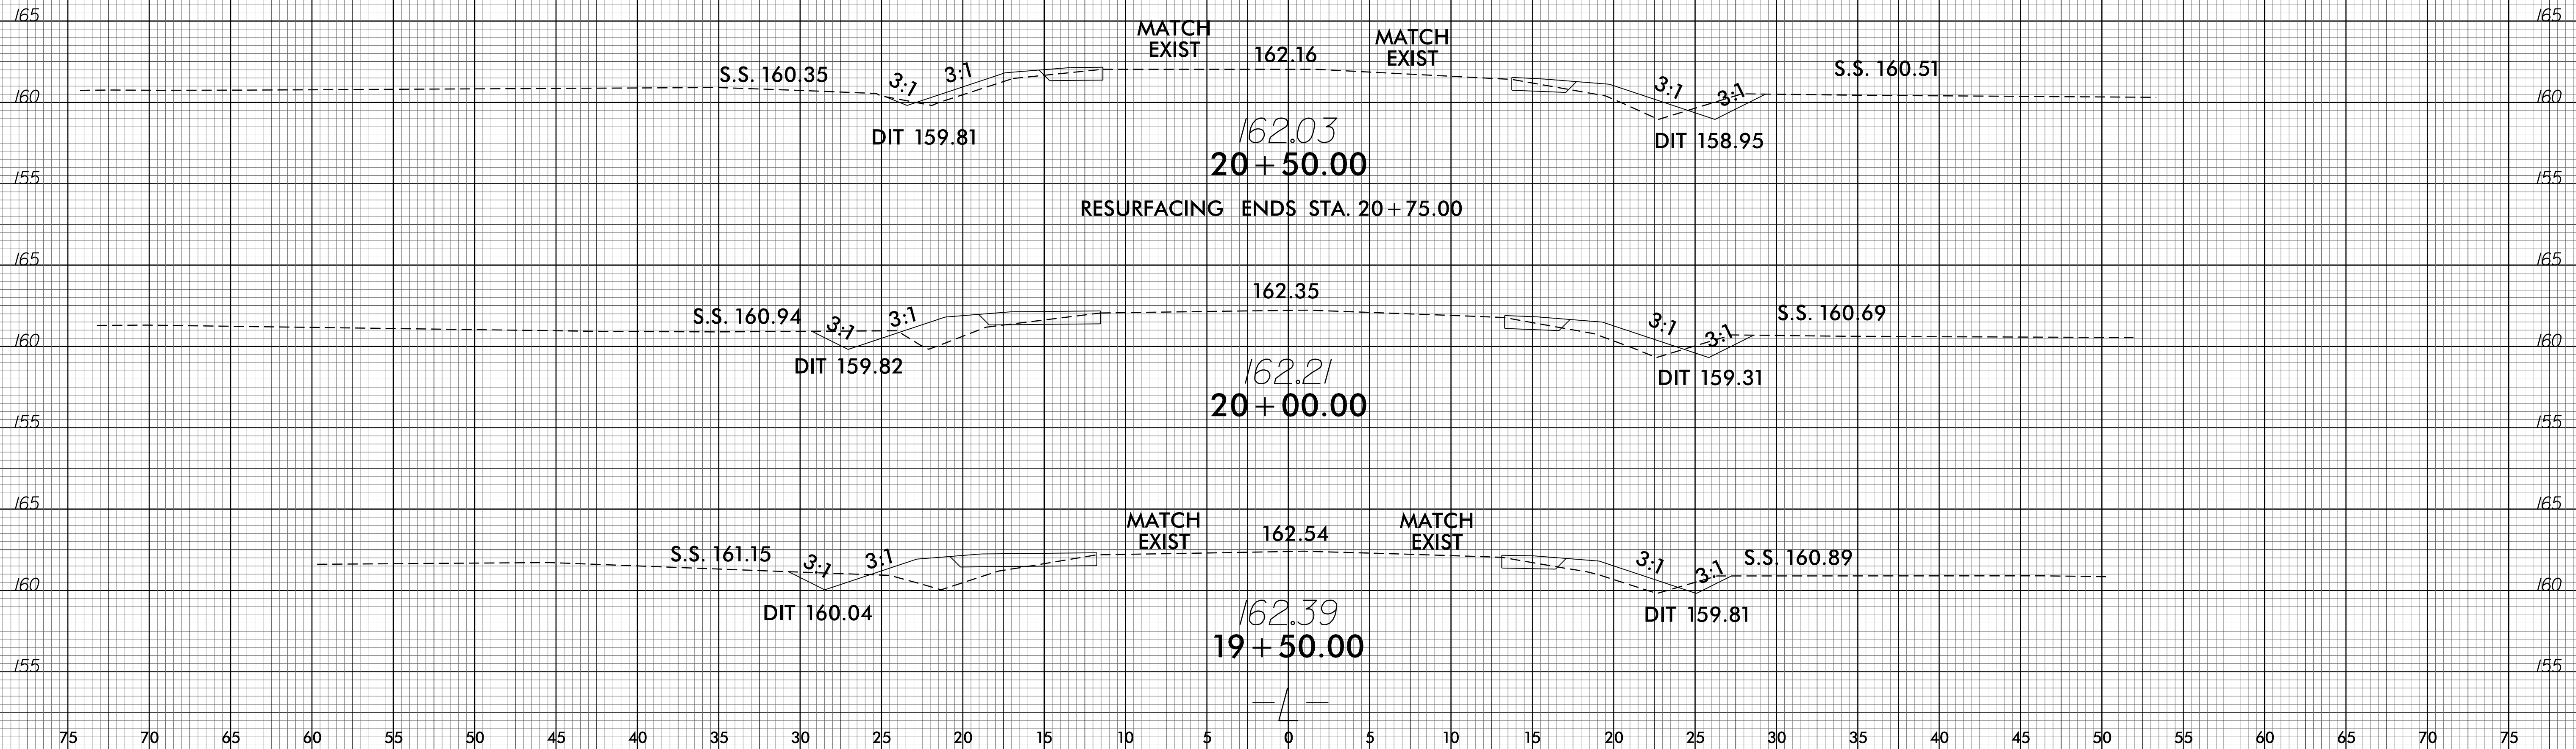 165 165
MATCH EXIST
162.16
MATCH EXIST
S.S. 160.35
3:1
3:1
3:1
3:1
S.S. 160.51
160 160
DIT 159.81
162.03
DIT 158.95
20+50.00
155 155
RESURFACING ENDS STA. 20+75.00
165 165
162.35
S.S. 160.94
3:1
3:1
3:1
3:1
S.S. 160.69
160 160
DIT 159.82
162.21
DIT 159.31
20+00.00
155 155
165 165
MATCH EXIST
162.54
MATCH EXIST
S.S. 161.15
3:1
3:1
3:1
3:1
S.S. 160.89
160 160
DIT 160.04
162.39
DIT 159.81
19+50.00
155 155
-L-
75 70 65 60 55 50 45 40 35 30 25 20 15 10 5 0 5 10 15 20 25 30 35 40 45 50 55 60 65 70 75